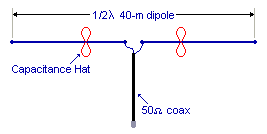 1/2λ 40-m dipole
Capacitance Hat
50Ω coax